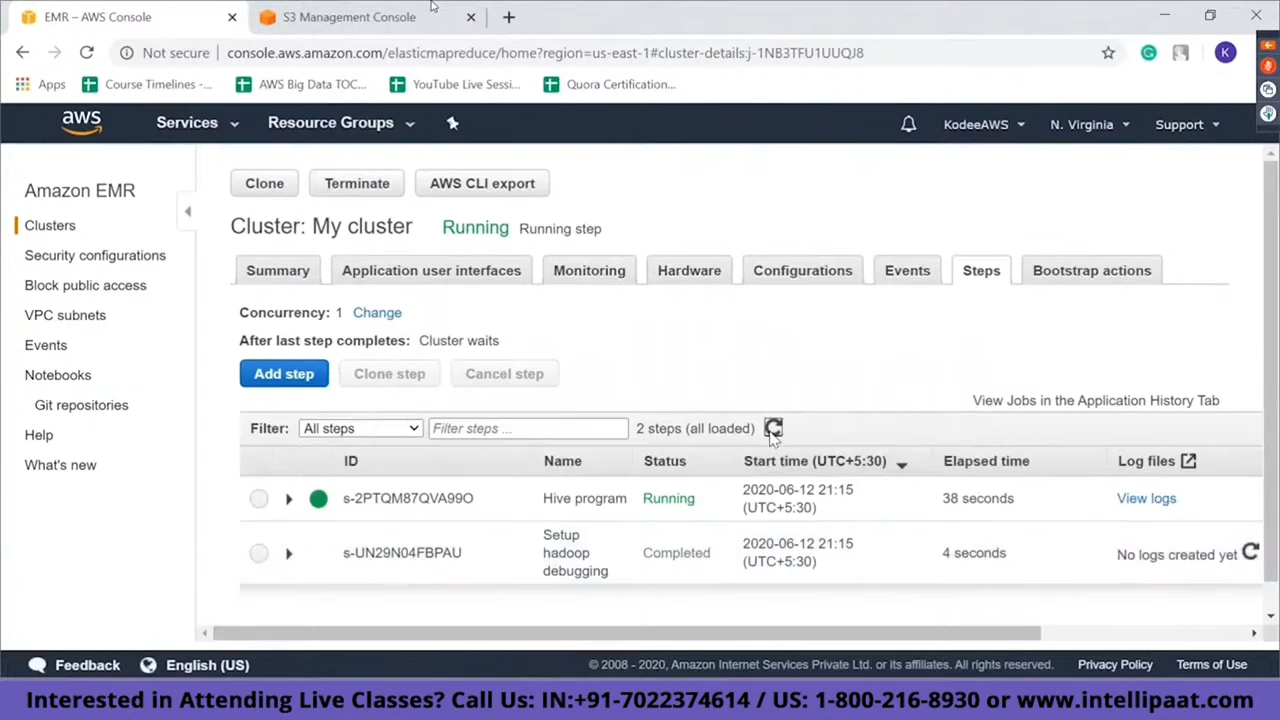 EMR – AWS Console
S3 Management Console
Not secure
console.aws.amazon.com/elasticmapreduce/home?region=us-east-1#cluster-details:j-1NB3TFU1UUQJ8
K
Apps
Course Timelines -...
AWS Big Data TOC...
YouTube Live Sessi...
Quora Certification...
aws
Services
Resource Groups
KodeeAWS
N. Virginia
Support
Amazon EMR
Clusters
Security configurations
Block public access
VPC subnets
Events
Notebooks
Git repositories
Help
What's new
Clone
Terminate
AWS CLI export
Cluster: My cluster
Running
Running step
Summary
Application user interfaces
Monitoring
Hardware
Configurations
Events
Steps
Bootstrap actions
Concurrency: 1 Change
After last step completes: Cluster waits
Add step
Clone step
Cancel step
View Jobs in the Application History Tab
Filter:
All steps
Filter steps ...
2 steps (all loaded)
ID
Name
Status
Start time (UTC+5:30)
Elapsed time
Log files
s-2PTQM87QVA99O
Hive program
Running
2020-06-12 21:15
(UTC+5:30)
38 seconds
View logs
s-UN29N04FBPAU
Setup
hadoop
debugging
Completed
2020-06-12 21:15
(UTC+5:30)
4 seconds
No logs created yet
Feedback
English (US)
© 2008 - 2020, Amazon Internet Services Private Ltd. or its affiliates. All rights reserved.
Privacy Policy
Terms of Use
Interested in Attending Live Classes? Call Us: IN:+91-7022374614 / US: 1-800-216-8930 or www.intellipaat.com